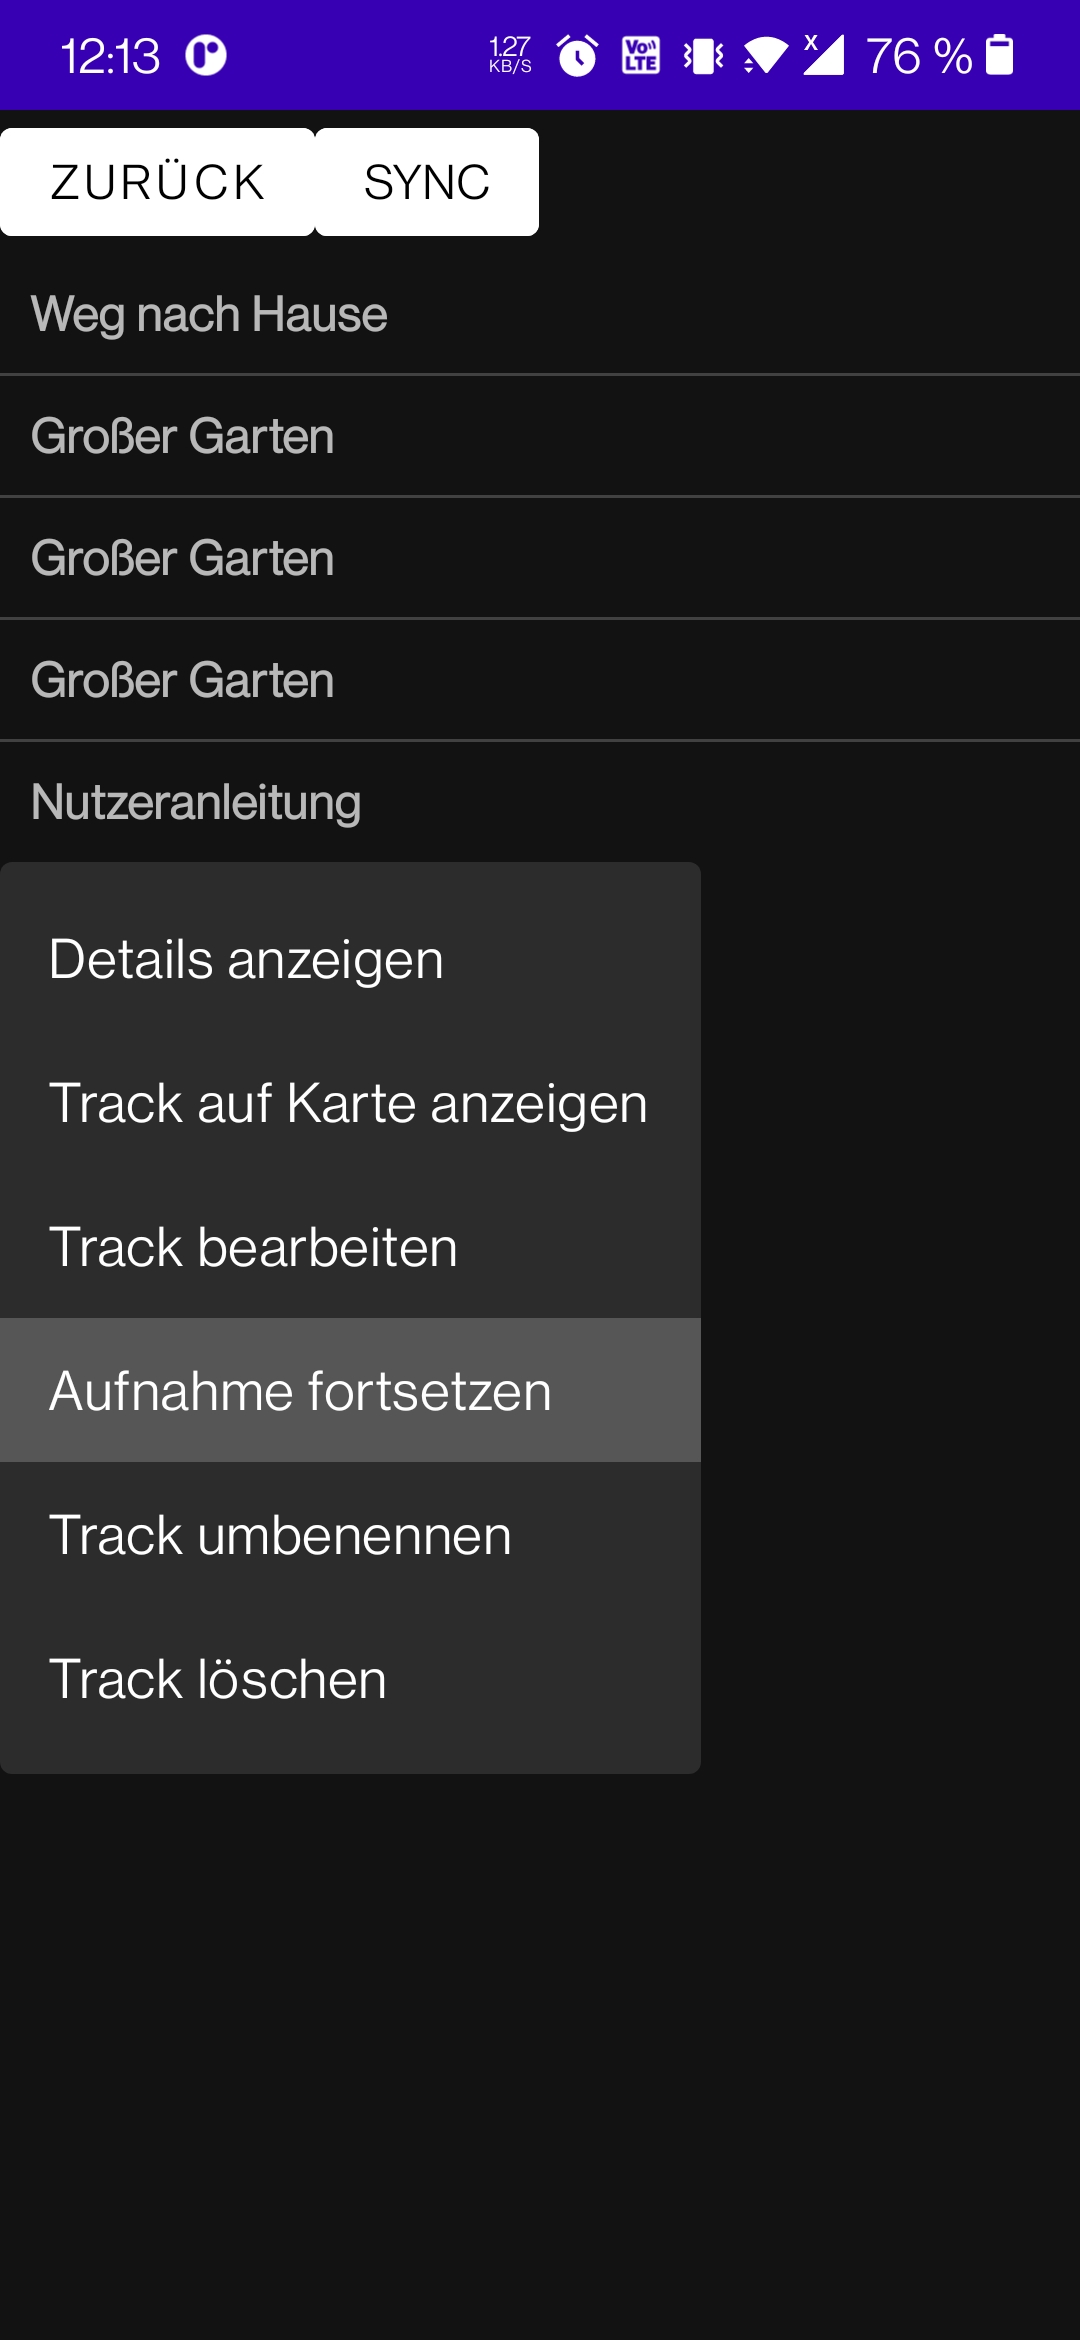 12:13 1.27 KB/S Vo)) LTE x 76 %
ZURÜCK SYNC
Weg nach Hause
Großer Garten
Großer Garten
Großer Garten
Nutzeranleitung
Details anzeigen
Track auf Karte anzeigen
Track bearbeiten
Aufnahme fortsetzen
Track umbenennen
Track löschen